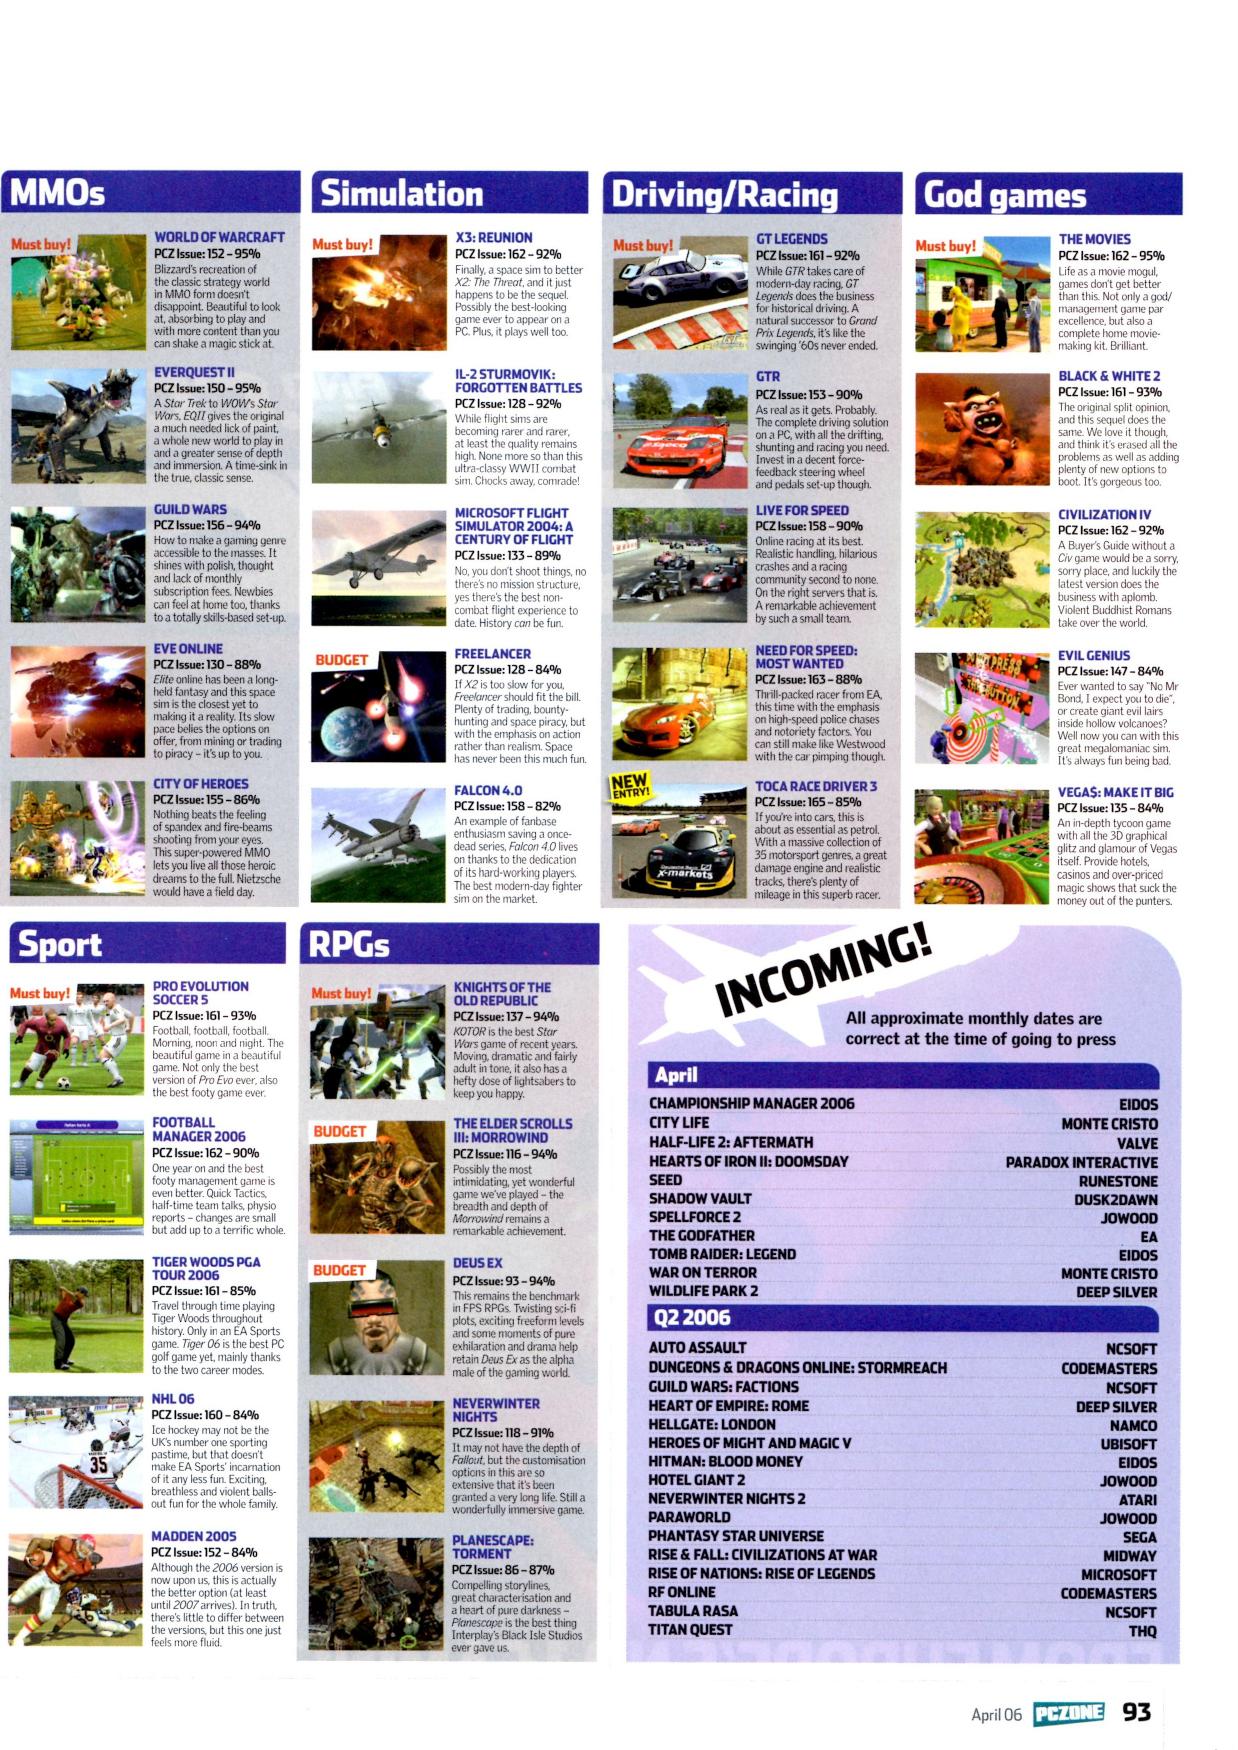 MMOs
Must buy!
WORLD OF WARCRAFT
PCZ Issue: 152 – 95%
Blizzard's recreation of
the classic strategy world
in MMO form doesn't
disappoint. Beautiful to look
at, absorbing to play and
with more content than you
can shake a magic stick at.
EVERQUEST II
PCZ Issue: 150 – 95%
A Star Trek to WOW's Star
Wars, EQII gives the original
a much needed lick of paint,
a whole new world to play in
and a greater sense of depth
and immersion. A time-sink in
the true, classic sense.
GUILD WARS
PCZ Issue: 156 – 94%
How to make a gaming genre
accessible to the masses. It
shines with polish, thought
and lack of monthly
subscription fees. Newbies
can feel at home too, thanks
to a totally skills-based set-up.
EVE ONLINE
PCZ Issue: 130 – 88%
Elite online has been a long-
held fantasy and this space
sim is the closest yet to
making it a reality. Its slow
pace belies the options on
offer, from mining or trading
to piracy – it's up to you.
CITY OF HEROES
PCZ Issue: 155 – 86%
Nothing beats the feeling
of spandex and fire-beams
shooting from your eyes.
This super-powered MMO
lets you live all those heroic
dreams to the full. Nietzsche
would have a field day.
Simulation
Must buy!
X3: REUNION
PCZ Issue: 162 – 92%
Finally, a space sim to better
X2: The Threat, and it just
happens to be the sequel.
Possibly the best-looking
game ever to appear on a
PC. Plus, it plays well too.
IL-2 STURMOVIK:
FORGOTTEN BATTLES
PCZ Issue: 128 – 92%
While flight sims are
becoming rarer and rarer,
at least the quality remains
high. None more so than this
ultra-classy WWII combat
sim. Chocks away, comrade!
MICROSOFT FLIGHT
SIMULATOR 2004: A
CENTURY OF FLIGHT
PCZ Issue: 133 – 89%
No, you don't shoot things, no
there's no mission structure,
yes there's the best non-
combat flight experience to
date. History can be fun.
BUDGET
FREELANCER
PCZ Issue: 128 – 84%
If X2 is too slow for you,
Freelancer should fit the bill.
Plenty of trading, bounty-
hunting and space piracy, but
with the emphasis on action
rather than realism. Space
has never been this much fun.
FALCON 4.0
PCZ Issue: 158 – 82%
An example of fanbase
enthusiasm saving a once-
dead series, Falcon 4.0 lives
on thanks to the dedication
of its hard-working players.
The best modern-day fighter
sim on the market.
Driving/Racing
Must buy!
GT LEGENDS
PCZ Issue: 161 – 92%
While GTR takes care of
modern-day racing, GT
Legends does the business
for historical driving. A
natural successor to Grand
Prix Legends, it's like the
swinging '60s never ended.
GTR
PCZ Issue: 153 – 90%
As real as it gets. Probably.
The complete driving solution
on a PC, with all the drifting,
shunting and racing you need.
Invest in a decent force-
feedback steering wheel
and pedals set-up though.
LIVE FOR SPEED
PCZ Issue: 158 – 90%
Online racing at its best.
Realistic handling, hilarious
crashes and a racing
community second to none.
On the right servers that is.
A remarkable achievement
by such a small team.
NEED FOR SPEED:
MOST WANTED
PCZ Issue: 163 – 88%
Thrill-packed racer from EA,
this time with the emphasis
on high-speed police chases
and notoriety factors. You
can still make like Westwood
with the car pimping though.
NEW
ENTRY!
x-markets
TOCA RACE DRIVER 3
PCZ Issue: 165 – 85%
If you're into cars, this is
about as essential as petrol.
With a massive collection of
35 motorsport genres, a great
damage engine and realistic
tracks, there's plenty of
mileage in this superb racer.
God games
Must buy!
THE MOVIES
PCZ Issue: 162 – 95%
Life as a movie mogul,
games don't get better
than this. Not only a god/
management game par
excellence, but also a
complete home movie-
making kit. Brilliant.
BLACK & WHITE 2
PCZ Issue: 161 – 93%
The original split opinion,
and this sequel does the
same. We love it though,
and think it's erased all the
problems as well as adding
plenty of new options to
boot. It's gorgeous too.
CIVILIZATION IV
PCZ Issue: 162 – 92%
A Buyer's Guide without a
Civ game would be a sorry,
sorry place, and luckily the
latest version does the
business with aplomb.
Violent Buddhist Romans
take over the world.
EVIL GENIUS
PCZ Issue: 147 – 84%
Ever wanted to say "No Mr
Bond, I expect you to die",
or create giant evil lairs
inside hollow volcanoes?
Well now you can with this
great megalomaniac sim.
It's always fun being bad.
VEGA$: MAKE IT BIG
PCZ Issue: 135 – 84%
An in-depth tycoon game
with all the 3D graphical
glitz and glamour of Vegas
itself. Provide hotels,
casinos and over-priced
magic shows that suck the
money out of the punters.
Sport
Must buy!
PRO EVOLUTION
SOCCER 5
PCZ Issue: 161 – 93%
Football, football, football.
Morning, noon and night. The
beautiful game in a beautiful
game. Not only the best
version of Pro Evo ever, also
the best footy game ever.
FOOTBALL
MANAGER 2006
PCZ Issue: 162 – 90%
One year on and the best
footy management game is
even better. Quick Tactics,
half-time team talks, physio
reports – changes are small
but add up to a terrific whole.
TIGER WOODS PGA
TOUR 2006
PCZ Issue: 161 – 85%
Travel through time playing
Tiger Woods throughout
history. Only in an EA Sports
game. Tiger 06 is the best PC
golf game yet, mainly thanks
to the two career modes.
35
NHL 06
PCZ Issue: 160 – 84%
Ice hockey may not be the
UK's number one sporting
pastime, but that doesn't
make EA Sports' incarnation
of it any less fun. Exciting,
breathless and violent balls-
out fun for the whole family.
MADDEN 2005
PCZ Issue: 152 – 84%
Although the 2006 version is
now upon us, this is actually
the better option (at least
until 2007 arrives). In truth,
there's little to differ between
the versions, but this one just
feels more fluid.
RPGs
Must buy!
KNIGHTS OF THE
OLD REPUBLIC
PCZ Issue: 137 – 94%
KOTOR is the best Star
Wars game of recent years.
Moving, dramatic and fairly
adult in tone, it also has a
hefty dose of lightsabers to
keep you happy.
BUDGET
THE ELDER SCROLLS
III: MORROWIND
PCZ Issue: 116 – 94%
Possibly the most
intimidating, yet wonderful
game we've played – the
breadth and depth of
Morrowind remains a
remarkable achievement.
BUDGET
DEUS EX
PCZ Issue: 93 – 94%
This remains the benchmark
in FPS RPGs. Twisting sci-fi
plots, exciting freeform levels
and some moments of pure
exhilaration and drama help
retain Deus Ex as the alpha
male of the gaming world.
NEVERWINTER
NIGHTS
PCZ Issue: 118 – 91%
It may not have the depth of
Fallout, but the customisation
options in this are so
extensive that it's been
granted a very long life. Still a
wonderfully immersive game.
PLANESCAPE:
TORMENT
PCZ Issue: 86 – 87%
Compelling storylines,
great characterisation and
a heart of pure darkness –
Planescape is the best thing
Interplay's Black Isle Studios
ever gave us.
INCOMING!
All approximate monthly dates are
correct at the time of going to press
April
CHAMPIONSHIP MANAGER 2006 EIDOS
CITY LIFE MONTE CRISTO
HALF-LIFE 2: AFTERMATH VALVE
HEARTS OF IRON II: DOOMSDAY PARADOX INTERACTIVE
SEED RUNESTONE
SHADOW VAULT DUSK2DAWN
SPELLFORCE 2 JOWOOD
THE GODFATHER EA
TOMB RAIDER: LEGEND EIDOS
WAR ON TERROR MONTE CRISTO
WILDLIFE PARK 2 DEEP SILVER
Q2 2006
AUTO ASSAULT NCSOFT
DUNGEONS & DRAGONS ONLINE: STORMREACH CODEMASTERS
GUILD WARS: FACTIONS NCSOFT
HEART OF EMPIRE: ROME DEEP SILVER
HELLGATE: LONDON NAMCO
HEROES OF MIGHT AND MAGIC V UBISOFT
HITMAN: BLOOD MONEY EIDOS
HOTEL GIANT 2 JOWOOD
NEVERWINTER NIGHTS 2 ATARI
PARAWORLD JOWOOD
PHANTASY STAR UNIVERSE SEGA
RISE & FALL: CIVILIZATIONS AT WAR MIDWAY
RISE OF NATIONS: RISE OF LEGENDS MICROSOFT
RF ONLINE CODEMASTERS
TABULA RASA NCSOFT
TITAN QUEST THQ
April 06 PCZONE 93